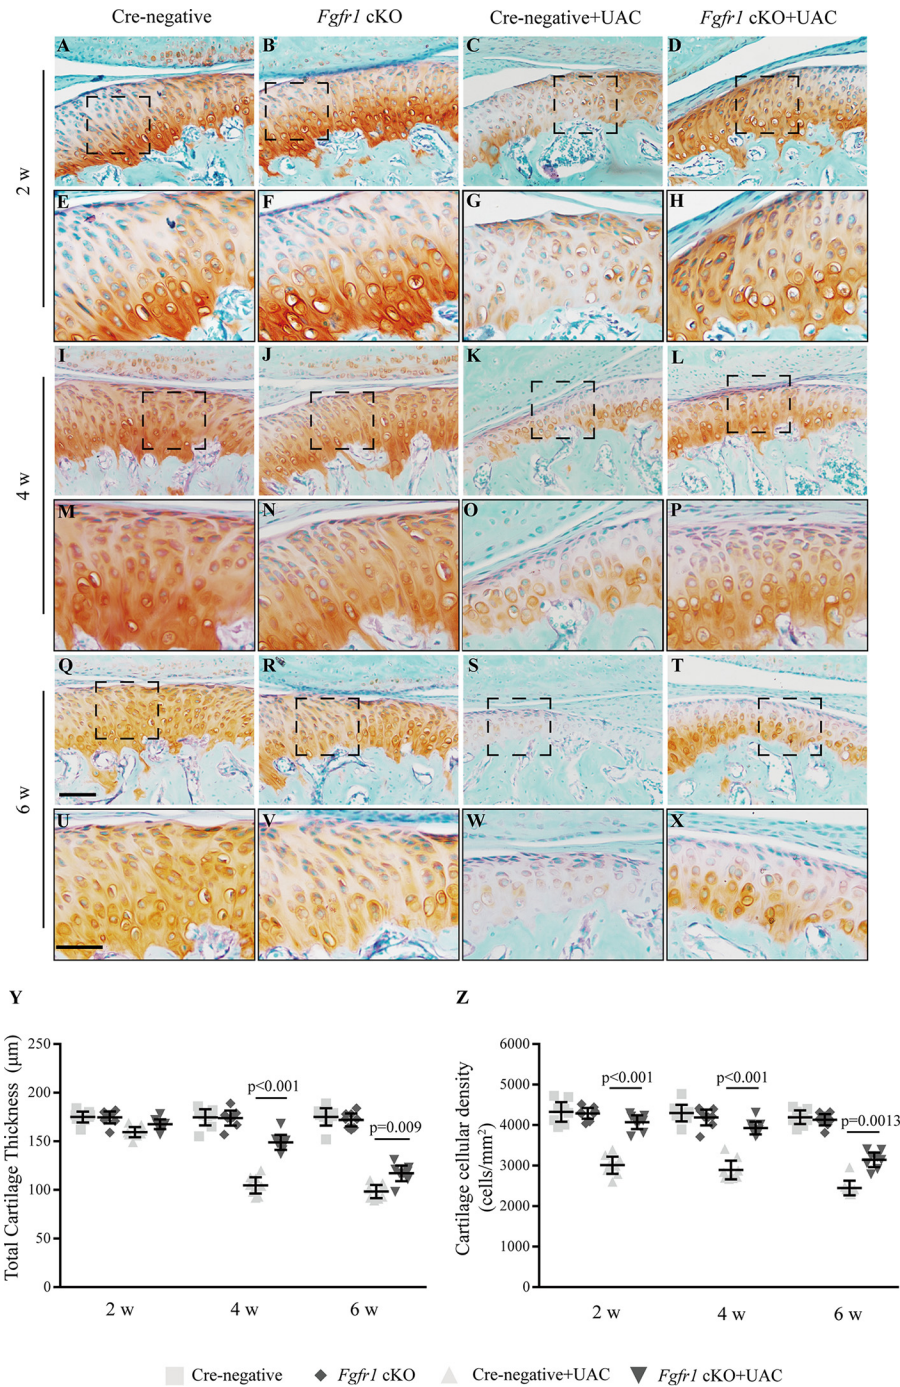 Cre-negative Fgfr1 cKO Cre-negative+UAC Fgfr1 cKO+UAC
A B C D
2 w
E F G H
I J K L
4 w
M N O P
Q R S T
6 w
U V W X
Y
Total Cartilage Thickness (µm)
250
200
150
100
50
0
p<0.001
p=0.009
2 w 4 w 6 w
Z
Cartilage cellular density
(cells/mm²)
6000
5000
4000
3000
2000
1000
0
p<0.001
p<0.001
p=0.0013
2 w 4 w 6 w
Cre-negative Fgfr1 cKO Cre-negative+UAC Fgfr1 cKO+UAC